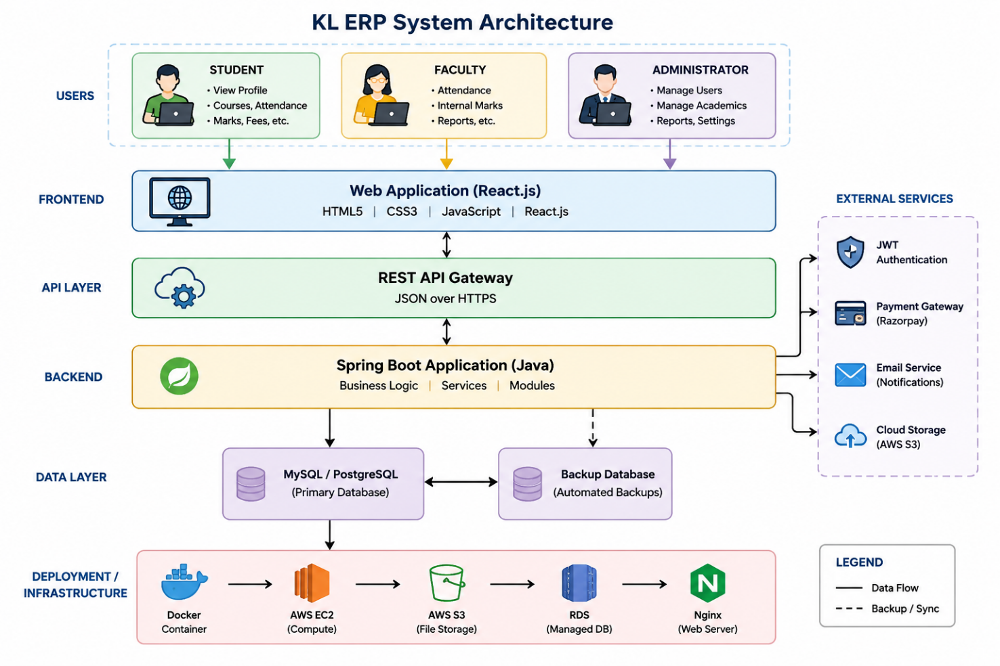 KL ERP System Architecture
USERS
STUDENT
• View Profile
• Courses, Attendance
• Marks, Fees, etc.
FACULTY
• Attendance
• Internal Marks
• Reports, etc.
ADMINISTRATOR
• Manage Users
• Manage Academics
• Reports, Settings
FRONTEND
Web Application (React.js)
HTML5 | CSS3 | JavaScript | React.js
API LAYER
REST API Gateway
JSON over HTTPS
BACKEND
Spring Boot Application (Java)
Business Logic | Services | Modules
EXTERNAL SERVICES
JWT
Authentication
Payment Gateway
(Razorpay)
Email Service
(Notifications)
Cloud Storage
(AWS S3)
DATA LAYER
MySQL / PostgreSQL
(Primary Database)
Backup Database
(Automated Backups)
DEPLOYMENT /
INFRASTRUCTURE
Docker
Container
AWS EC2
(Compute)
AWS S3
(File Storage)
RDS
(Managed DB)
N
Nginx
(Web Server)
LEGEND
Data Flow
Backup / Sync